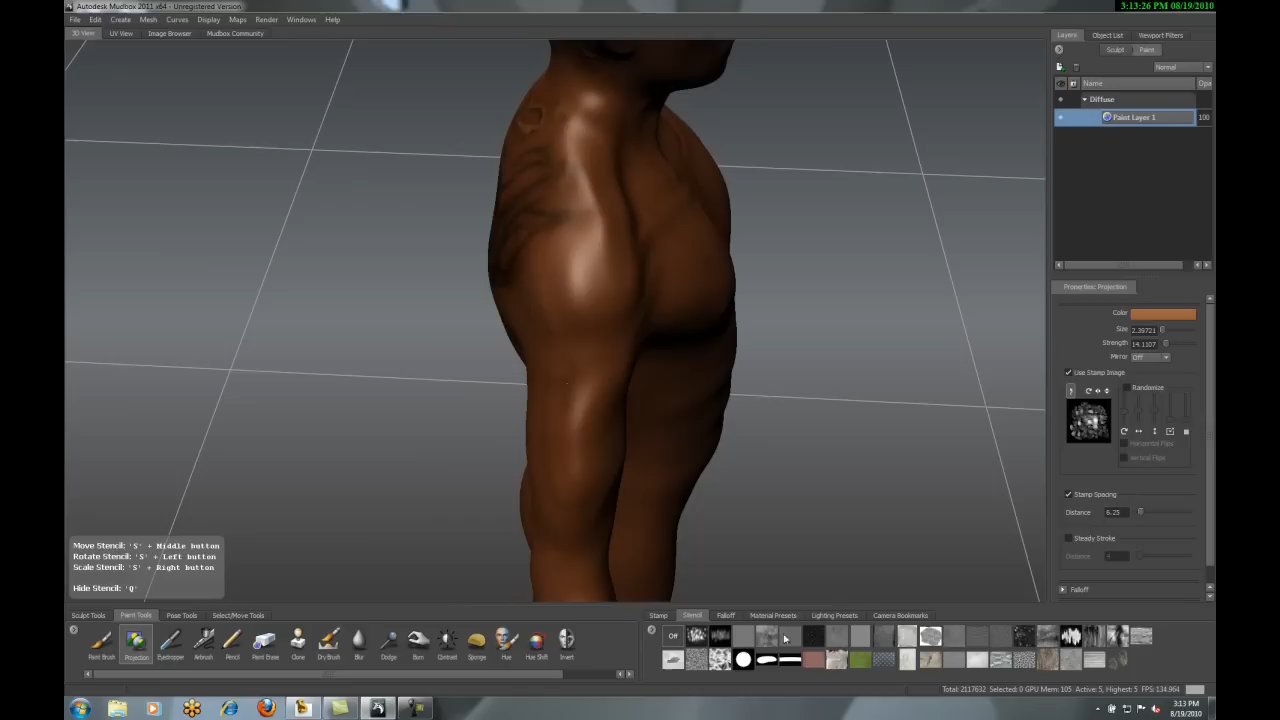 Autodesk Mudbox 2011 x64 - Unregistered Version
3:13:26 PM 08/19/2010
File Edit Create Mesh Curves Display Maps Render Windows Help
3D View UV View Image Browser Mudbox Community
Layers Object List Viewport Filters
Sculpt Paint
Normal
Name Opa
Diffuse
Paint Layer 1 100
Properties: Projection
Color
Size 2.39721
Strength 14.1107
Mirror Off
Use Stamp Image
Randomize
Horizontal Flips
Vertical Flips
Stamp Spacing
Distance 6.25
Steady Stroke
Distance 4
Falloff
Move Stencil: 'S' + Middle button
Rotate Stencil: 'S' + Left button
Scale Stencil: 'S' + Right button
Hide Stencil: 'Q'
Sculpt Tools Paint Tools Pose Tools Select/Move Tools
Stamp Stencil Falloff Material Presets Lighting Presets Camera Bookmarks
Off
Paint Brush Projection Eyedropper Airbrush Pencil Paint Erase Clone Dry Brush Blur Dodge Burn Contrast Sponge Hue Hue Shift Invert
Total: 2117632 Selected: 0 GPU Mem: 105 Active: 5, Highest: 5 FPS: 134.964
3:13 PM
8/19/2010